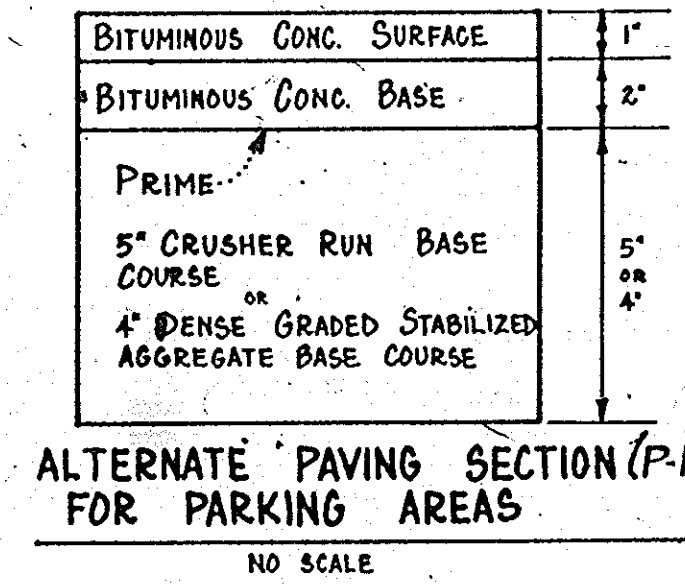 BITUMINOUS CONC. SURFACE 1"
BITUMINOUS CONC. BASE 2"
PRIME
5" CRUSHER RUN BASE
COURSE
OR
4" DENSE GRADED STABILIZED
AGGREGATE BASE COURSE
5"
OR
4"
ALTERNATE PAVING SECTION (P-1
FOR PARKING AREAS
NO SCALE